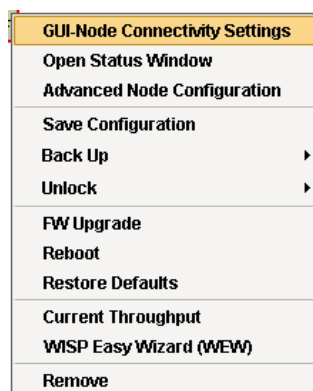 GUI-Node Connectivity Settings
Open Status Window
Advanced Node Configuration
Save Configuration
Back Up
Unlock
FW Upgrade
Reboot
Restore Defaults
Current Throughput
WISP Easy Wizard (WEW)
Remove